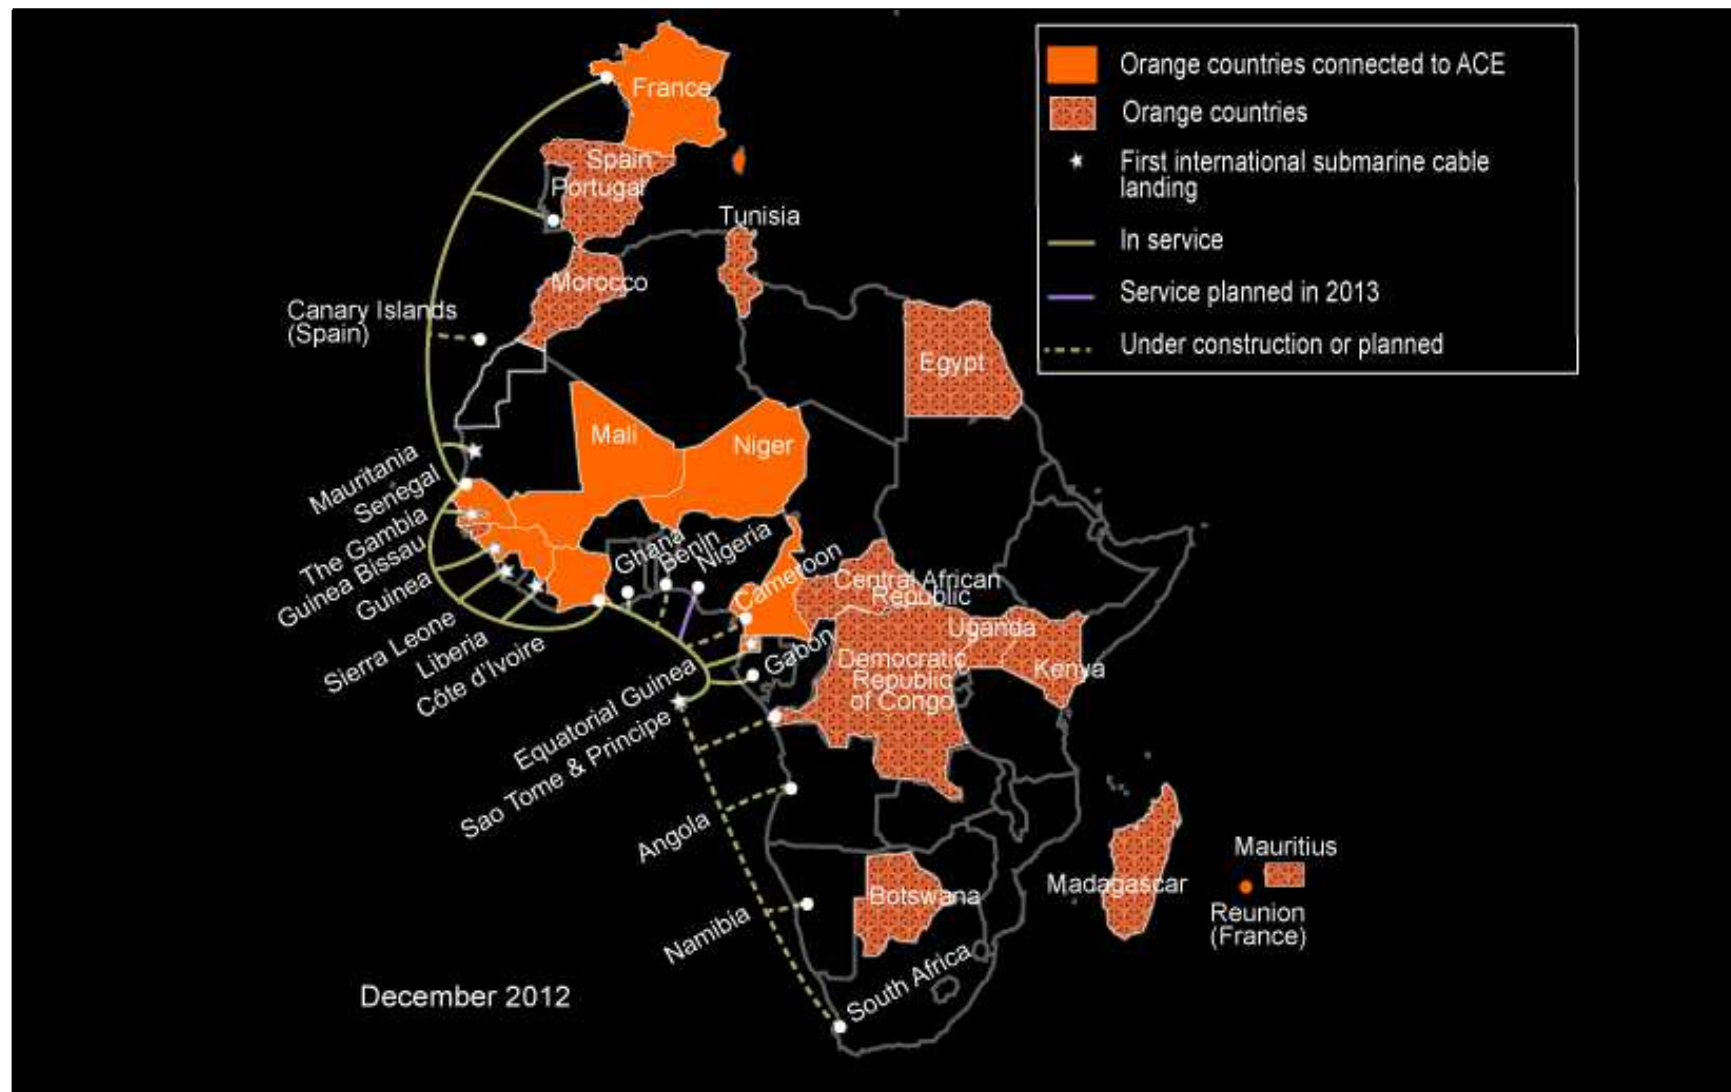 Orange countries connected to ACE
Orange countries
First international submarine cable
landing
In service
Service planned in 2013
Under construction or planned
France
Spain
Portugal
Tunisia
Morocco
Canary Islands
(Spain)
Egypt
Mali
Niger
Mauritania
Senegal
The Gambia
Guinea Bissau
Guinea
Sierra Leone
Liberia
Côte d'Ivoire
Ghana
Benin
Nigeria
Cameroon
Central African
Republic
Uganda
Kenya
Democratic
Republic
of Congo
Gabon
Equatorial Guinea
Sao Tome & Principe
Angola
Namibia
Botswana
South Africa
Madagascar
Mauritius
Reunion
(France)
December 2012